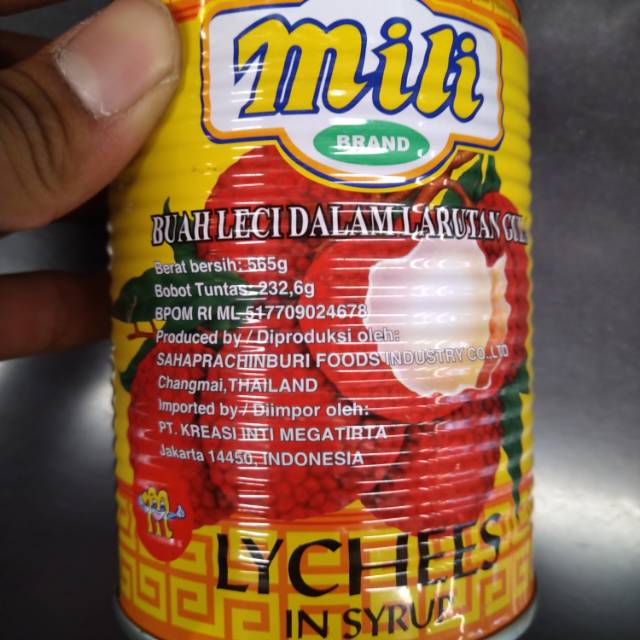 mili
BRAND
BUAH LECI DALAM LARUTAN
Berat bersih: 565g
Bobot Tuntas: 232,6g
BPOM RI ML 517709024678
Produced by / Diproduksi oleh:
SAHAPRACHINBURI FOODS INDUSTRY CO.,LTD
Changmai,THAILAND
Imported by / Diimpor oleh:
PT. KREASI INTI MEGATIRTA
Jakarta 14450, INDONESIA
LYCHEES
IN SYRUP